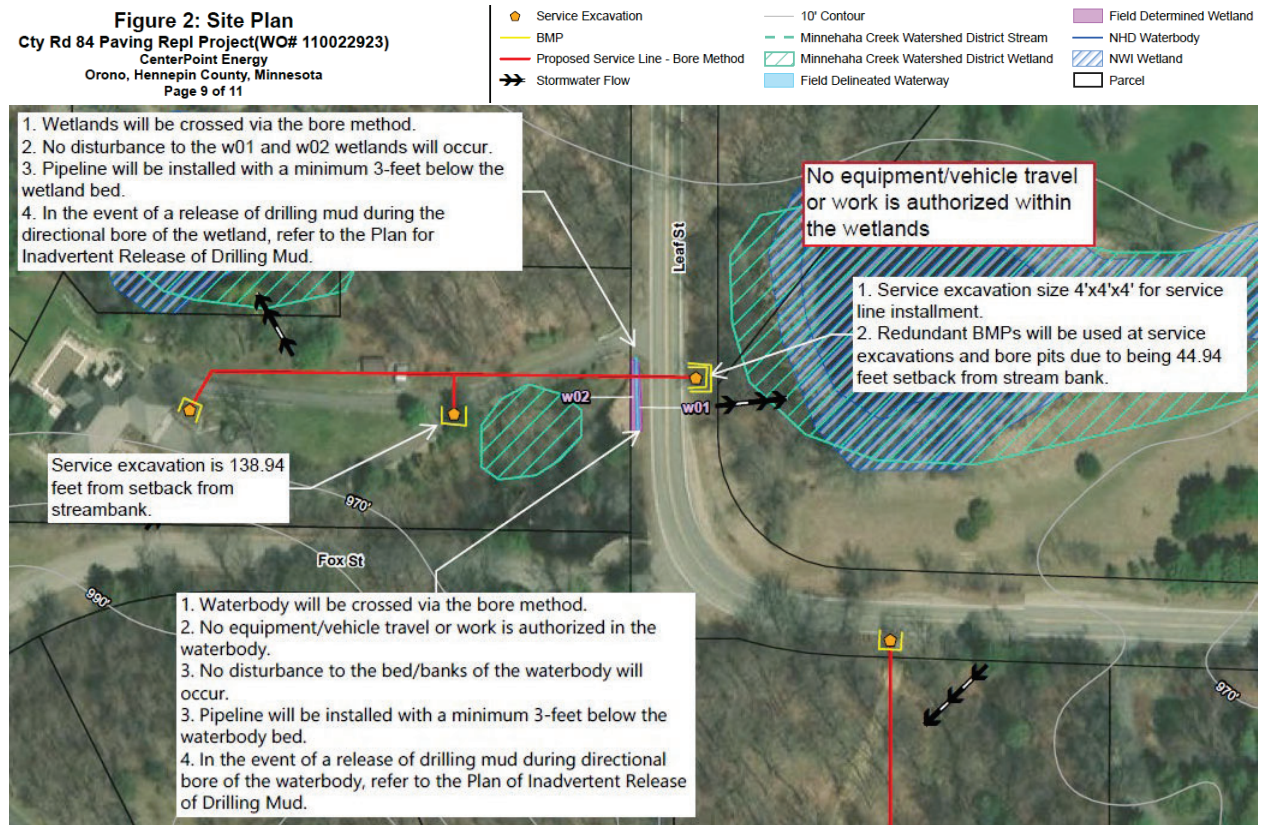 Figure 2: Site Plan
Cty Rd 84 Paving Repl Project(WO# 110022923)
CenterPoint Energy
Orono, Hennepin County, Minnesota
Page 9 of 11
Service Excavation
BMP
Proposed Service Line - Bore Method
Stormwater Flow
10' Contour
Minnehaha Creek Watershed District Stream
Minnehaha Creek Watershed District Wetland
Field Delineated Waterway
Field Determined Wetland
NHD Waterbody
NWI Wetland
Parcel
1. Wetlands will be crossed via the bore method.
2. No disturbance to the w01 and w02 wetlands will occur.
3. Pipeline will be installed with a minimum 3-feet below the
wetland bed.
4. In the event of a release of drilling mud during the
directional bore of the wetland, refer to the Plan for
Inadvertent Release of Drilling Mud.
Leaf St
No equipment/vehicle travel
or work is authorized within
the wetlands
1. Service excavation size 4'x4'x4' for service
line installment.
2. Redundant BMPs will be used at service
excavations and bore pits due to being 44.94
feet setback from stream bank.
w02
w01
Service excavation is 138.94
feet from setback from
streambank.
970'
Fox St
990'
1. Waterbody will be crossed via the bore method.
2. No equipment/vehicle travel or work is authorized in the
waterbody.
3. No disturbance to the bed/banks of the waterbody will
occur.
3. Pipeline will be installed with a minimum 3-feet below the
waterbody bed.
4. In the event of a release of drilling mud during directional
bore of the waterbody, refer to the Plan of Inadvertent Release
of Drilling Mud.
970'